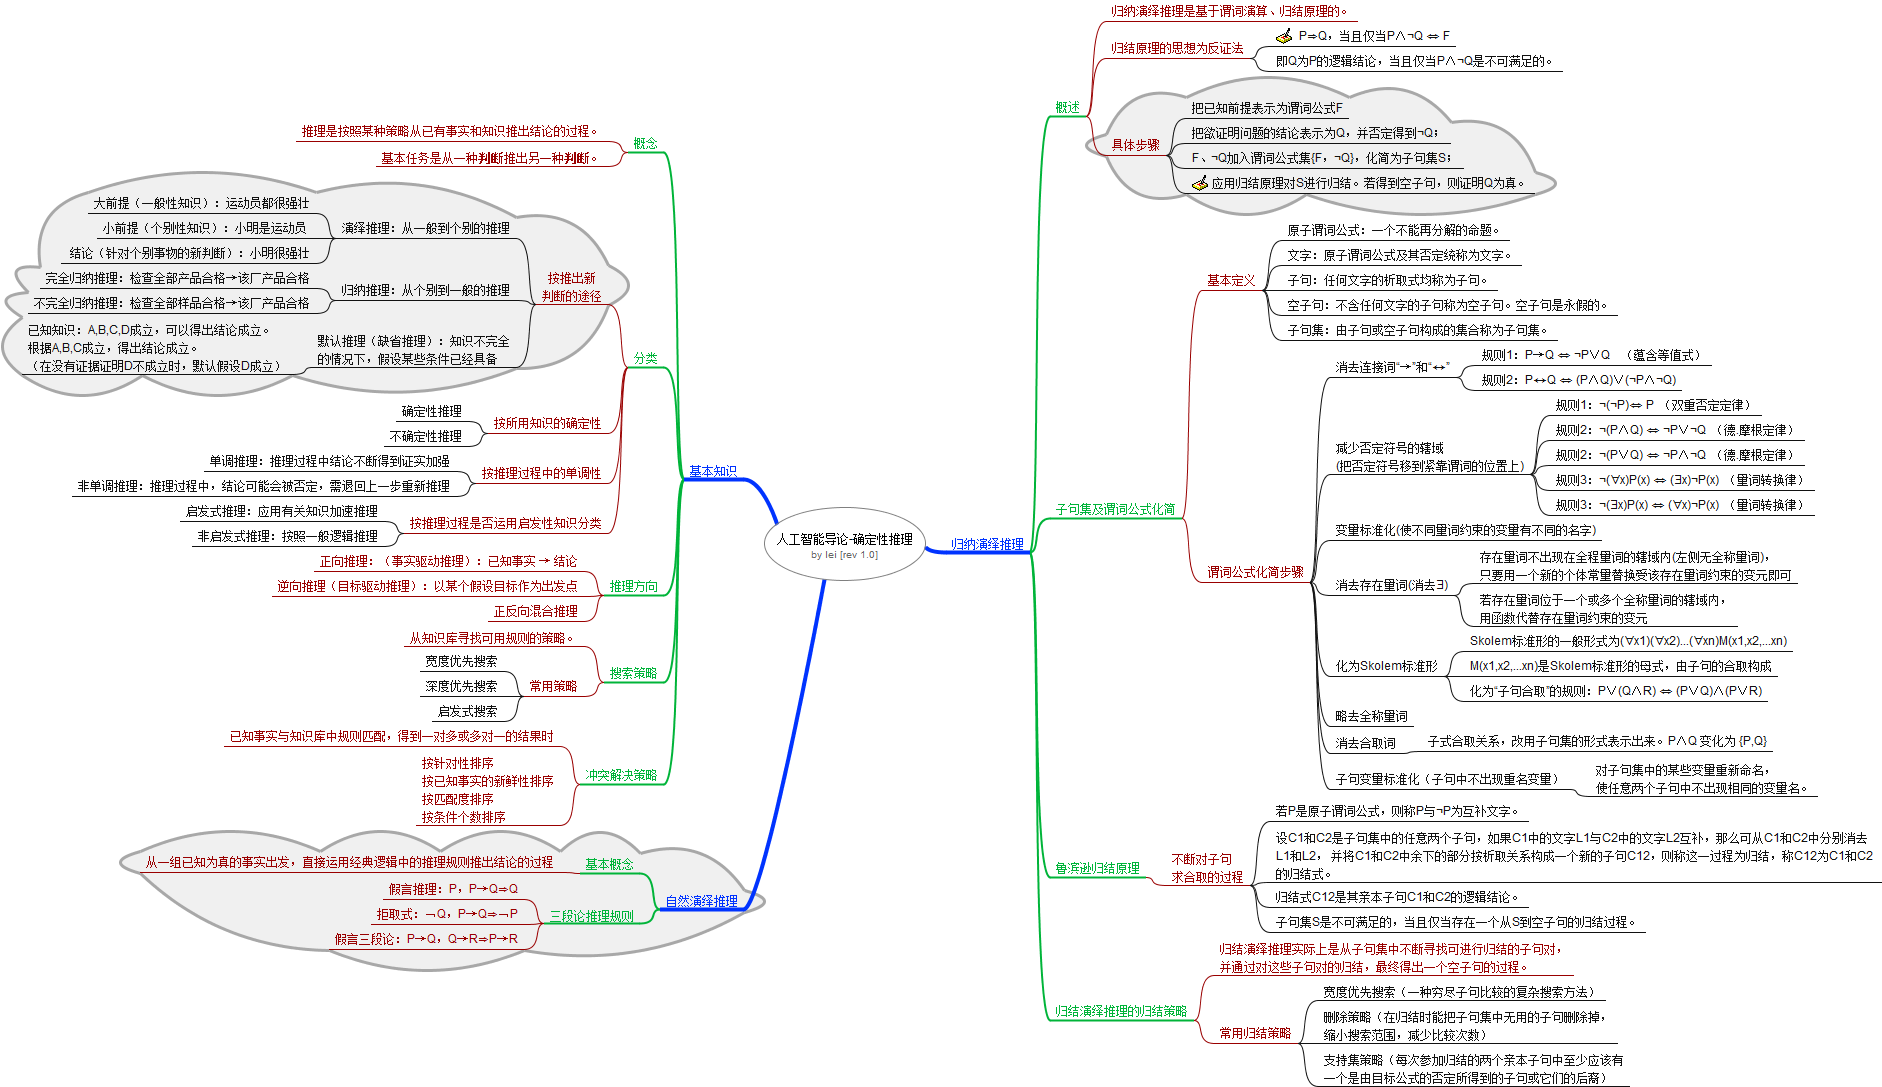 人工智能导论-确定性推理
by lei [rev 1.0]
基本知识
概念
推理是按照某种策略从已有事实和知识推出结论的过程。
基本任务是从一种判断推出另一种判断。
分类
按推出新
判断的途径
演绎推理：从一般到个别的推理
大前提（一般性知识）：运动员都很强壮
小前提（个别性知识）：小明是运动员
结论（针对个别事物的新判断）：小明很强壮
归纳推理：从个别到一般的推理
完全归纳推理：检查全部产品合格→该厂产品合格
不完全归纳推理：检查全部样品合格→该厂产品合格
默认推理（缺省推理）：知识不完全
的情况下，假设某些条件已经具备
已知知识：A,B,C,D成立，可以得出结论成立。
根据A,B,C成立，得出结论成立。
（在没有证据证明D不成立时，默认假设D成立）
按所用知识的确定性
确定性推理
不确定性推理
按推理过程中的单调性
单调推理：推理过程中结论不断得到证实加强
非单调推理：推理过程中，结论可能会被否定，需退回上一步重新推理
按推理过程是否运用启发性知识分类
启发式推理：应用有关知识加速推理
非启发式推理：按照一般逻辑推理
推理方向
正向推理：（事实驱动推理）：已知事实 → 结论
逆向推理（目标驱动推理）：以某个假设目标作为出发点
正反向混合推理
搜索策略
从知识库寻找可用规则的策略。
常用策略
宽度优先搜索
深度优先搜索
启发式搜索
冲突解决策略
已知事实与知识库中规则匹配，得到一对多或多对一的结果时
按针对性排序
按已知事实的新鲜性排序
按匹配度排序
按条件个数排序
自然演绎推理
基本概念
从一组已知为真的事实出发，直接运用经典逻辑中的推理规则推出结论的过程
三段论推理规则
假言推理：P，P→Q⇒Q
拒取式：¬Q，P→Q⇒¬P
假言三段论：P→Q，Q→R⇒P→R
归纳演绎推理
概述
归纳演绎推理是基于谓词演算、归结原理的。
归结原理的思想为反证法
P⇒Q，当且仅当P∧¬Q ⇔ F
即Q为P的逻辑结论，当且仅当P∧¬Q是不可满足的。
具体步骤
把已知前提表示为谓词公式F
把欲证明问题的结论表示为Q，并否定得到¬Q；
F、¬Q加入谓词公式集{F，¬Q}，化简为子句集S；
应用归结原理对S进行归结。若得到空子句，则证明Q为真。
子句集及谓词公式化简
基本定义
原子谓词公式：一个不能再分解的命题。
文字：原子谓词公式及其否定统称为文字。
子句：任何文字的析取式均称为子句。
空子句：不含任何文字的子句称为空子句。空子句是永假的。
子句集：由子句或空子句构成的集合称为子句集。
谓词公式化简步骤
消去连接词“→”和“↔”
规则1：P→Q ⇔ ¬P∨Q （蕴含等值式）
规则2：P↔Q ⇔ (P∧Q)∨(¬P∧¬Q)
减少否定符号的辖域
(把否定符号移到紧靠谓词的位置上)
规则1：¬(¬P)⇔ P （双重否定定律）
规则2：¬(P∧Q) ⇔ ¬P∨¬Q （德.摩根定律）
规则2：¬(P∨Q) ⇔ ¬P∧¬Q （德.摩根定律）
规则3：¬(∀x)P(x) ⇔ (∃x)¬P(x) （量词转换律）
规则3：¬(∃x)P(x) ⇔ (∀x)¬P(x) （量词转换律）
变量标准化(使不同量词约束的变量有不同的名字)
消去存在量词(消去∃)
存在量词不出现在全程量词的辖域内(左侧无全称量词)，
只要用一个新的个体常量替换受该存在量词约束的变元即可
若存在量词位于一个或多个全称量词的辖域内，
用函数代替存在量词约束的变元
化为Skolem标准形
Skolem标准形的一般形式为(∀x1)(∀x2)...(∀xn)M(x1,x2,...xn)
M(x1,x2,...xn)是Skolem标准形的母式，由子句的合取构成
化为“子句合取”的规则：P∨(Q∧R) ⇔ (P∨Q)∧(P∨R)
略去全称量词
消去合取词
子式合取关系，改用子句集的形式表示出来。P∧Q 变化为 {P,Q}
子句变量标准化（子句中不出现重名变量）
对子句集中的某些变量重新命名，
使任意两个子句中不出现相同的变量名。
鲁滨逊归结原理
不断对子句
求合取的过程
若P是原子谓词公式，则称P与¬P为互补文字。
设C1和C2是子句集中的任意两个子句，如果C1中的文字L1与C2中的文字L2互补，那么可从C1和C2中分别消去
L1和L2，并将C1和C2中余下的部分按析取关系构成一个新的子句C12，则称这一过程为归结，称C12为C1和C2
的归结式。
归结式C12是其亲本子句C1和C2的逻辑结论。
子句集S是不可满足的，当且仅当存在一个从S到空子句的归结过程。
归结演绎推理的归结策略
归结演绎推理实际上是从子句集中不断寻找可进行归结的子句对，
并通过对这些子句对的归结，最终得出一个空子句的过程。
常用归结策略
宽度优先搜索（一种穷尽子句比较的复杂搜索方法）
删除策略（在归结时能把子句集中无用的子句删除掉，
缩小搜索范围，减少比较次数）
支持集策略（每次参加归结的两个亲本子句中至少应该有
一个是由目标公式的否定所得到的子句或它们的后裔）